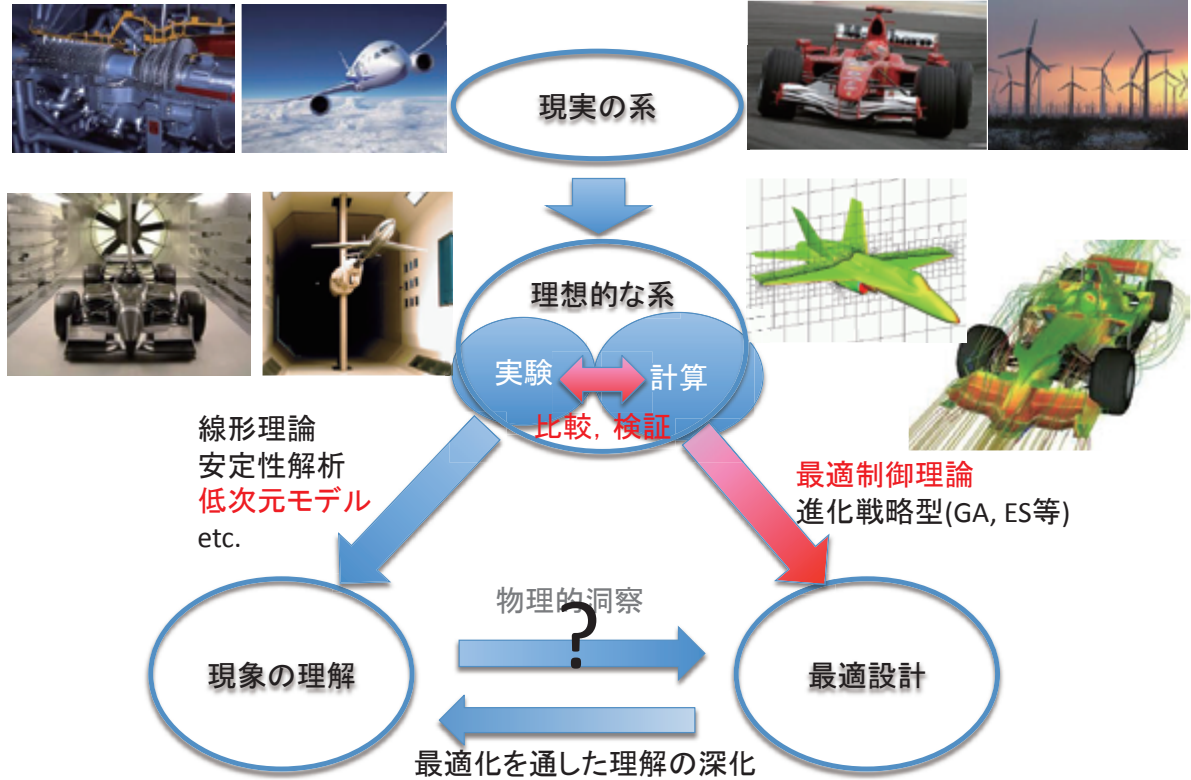 現実の系
理想的な系
実験
計算
比較, 検証
線形理論
安定性解析
低次元モデル
etc.
最適制御理論
進化戦略型(GA, ES等)
物理的洞察
?
現象の理解
最適設計
最適化を通した理解の深化